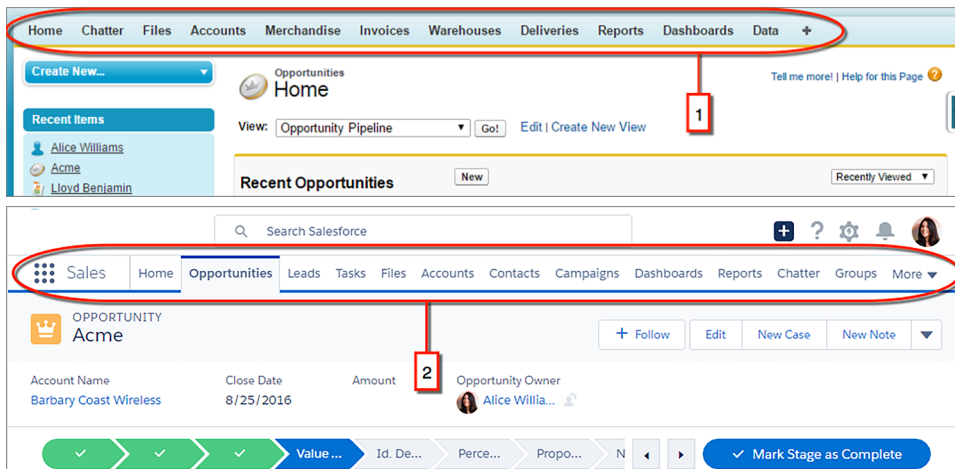 Home Chatter Files Accounts Merchandise Invoices Warehouses Deliveries Reports Dashboards Data +
Create New...
Opportunities
Home
Tell me more! | Help for this Page ?
1
Recent Items
View: Opportunity Pipeline Go! Edit | Create New View
Alice Williams
Acme
Lloyd Benjamin
Recent Opportunities New Recently Viewed
Search Salesforce
Sales Home Opportunities Leads Tasks Files Accounts Contacts Campaigns Dashboards Reports Chatter Groups More
OPPORTUNITY
Acme
+ Follow Edit New Case New Note
2
Account Name Close Date Amount Opportunity Owner
Barbary Coast Wireless 8/25/2016 Alice Willia...
Value ... Id. De... Perce... Propo... N Mark Stage as Complete